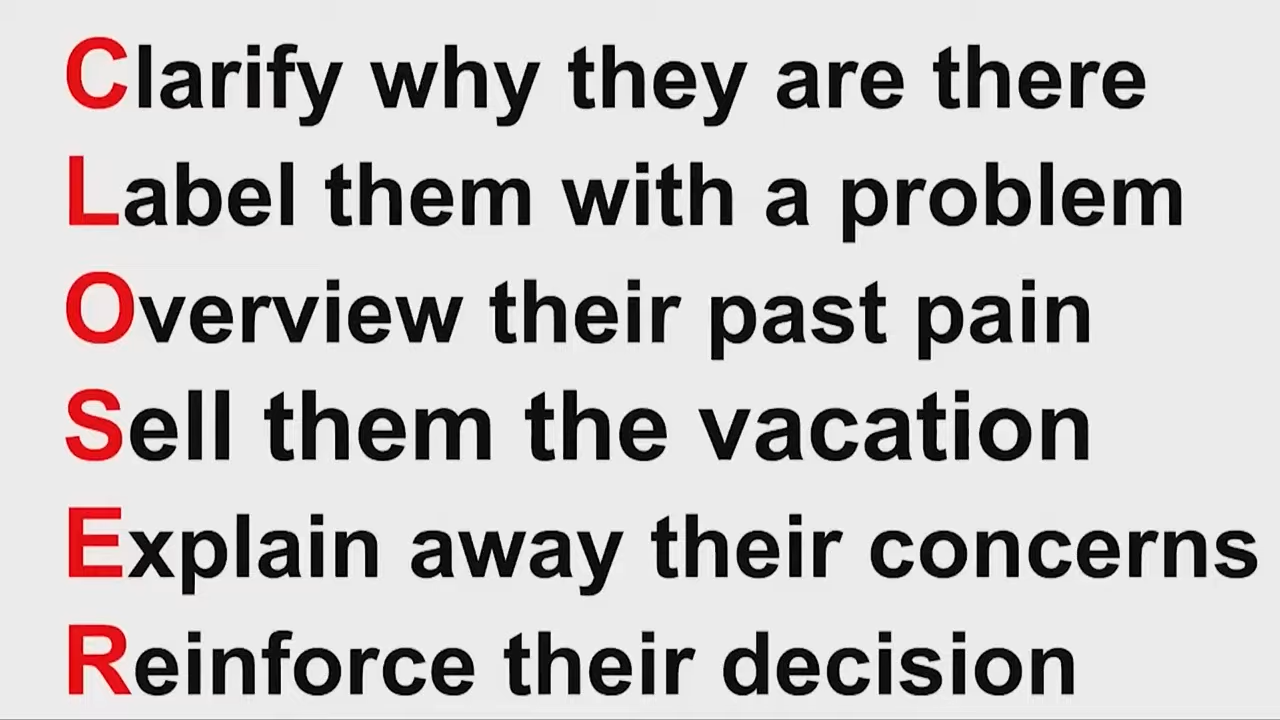 Clarify why they are there
Label them with a problem
Overview their past pain
Sell them the vacation
Explain away their concerns
Reinforce their decision